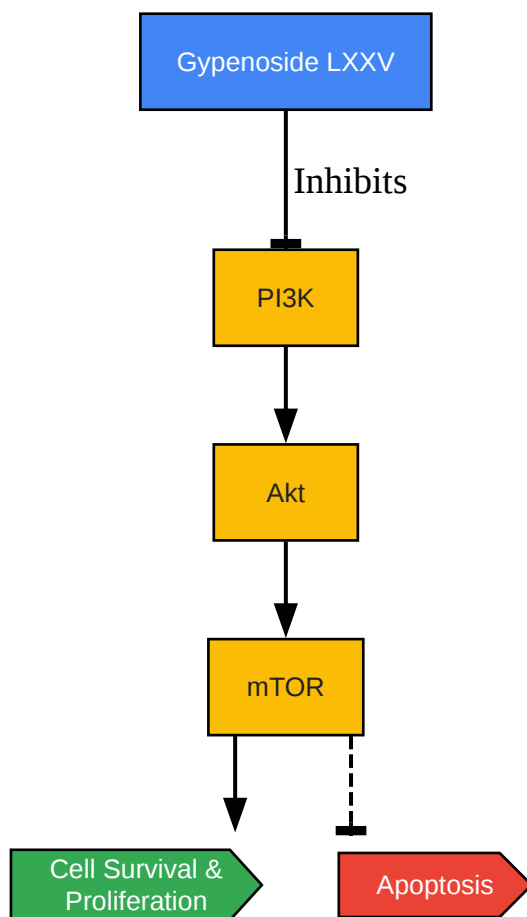 Gypenoside LXXV
Inhibits
PI3K
Akt
mTOR
Cell Survival &
Proliferation
Apoptosis